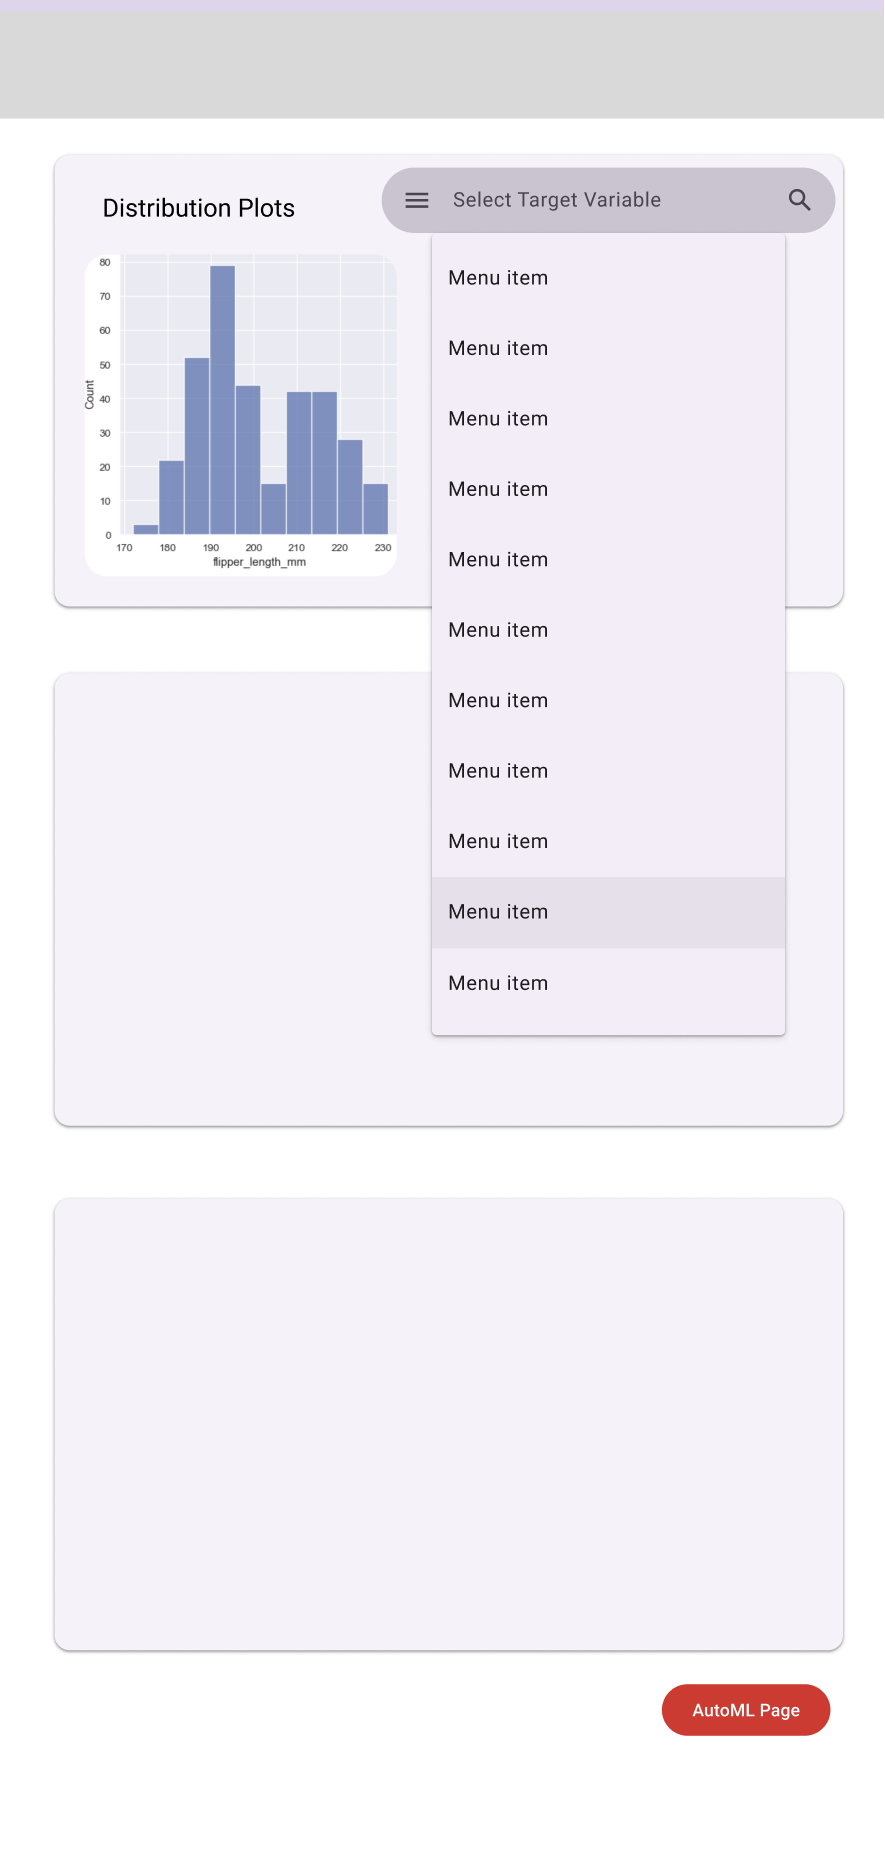 Distribution Plots
Select Target Variable
80
70
60
50
40
30
20
10
0
Count
170 180 190 200 210 220 230
flipper_length_mm
Menu item
Menu item
Menu item
Menu item
Menu item
Menu item
Menu item
Menu item
Menu item
Menu item
Menu item
AutoML Page